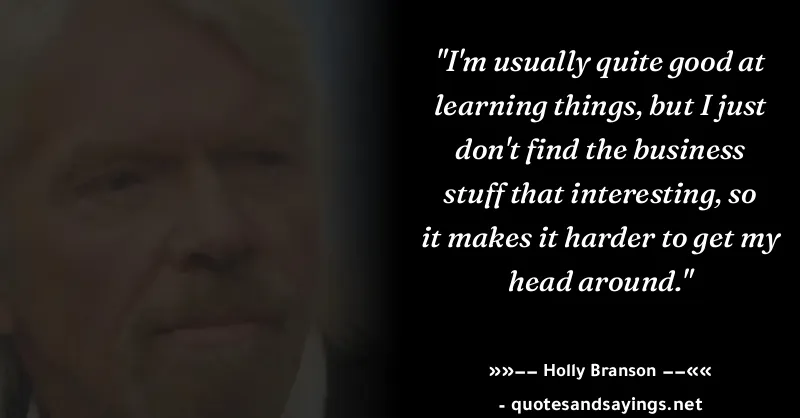 "I'm usually quite good at
learning things, but I just
don't find the business
stuff that interesting, so
it makes it harder to get my
head around."
»»−− Holly Branson −−««
- quotesandsayings.net